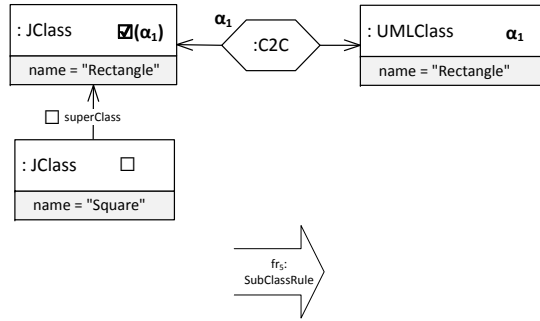 α₁
: JClass ☑(α₁)
:C2C
: UMLClass α₁
name = "Rectangle"
name = "Rectangle"
☐ superClass
: JClass ☐
name = "Square"
fr₅:
SubClassRule